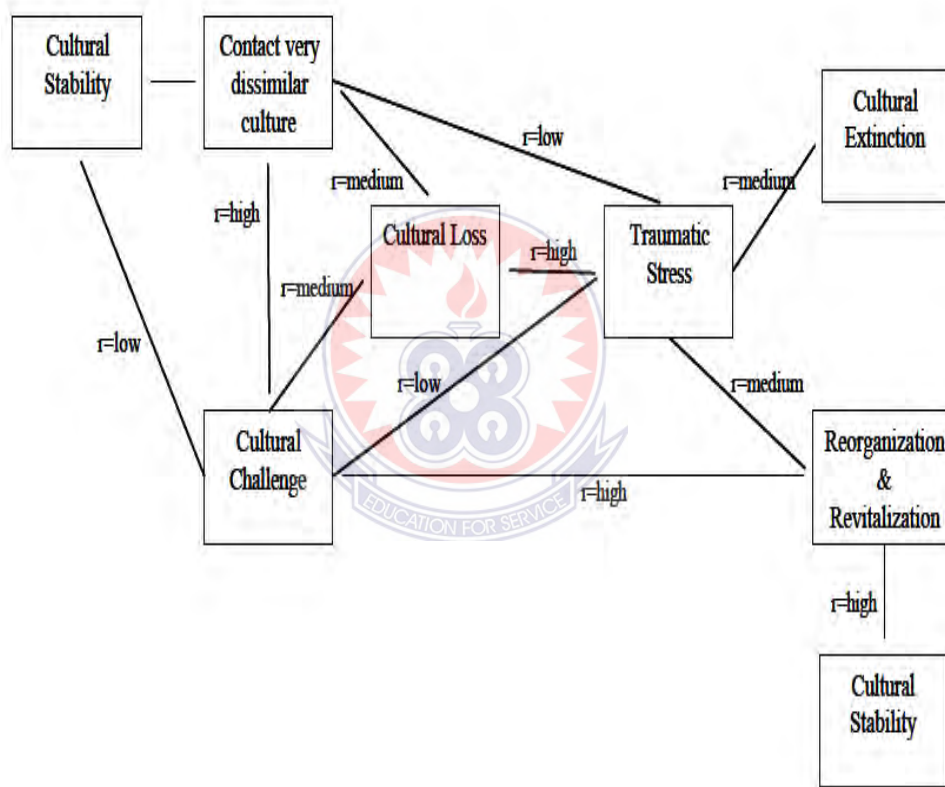 Cultural
Stability
Contact very
dissimilar
culture
Cultural
Extinction
r=low
r=medium
r=medium
r=high
Cultural Loss
Traumatic
Stress
r=high
r=medium
r=low
r=low
r=medium
Cultural
Challenge
Reorganization
&
Revitalization
r=high
EDUCATION FOR SERVICE
r=high
Cultural
Stability